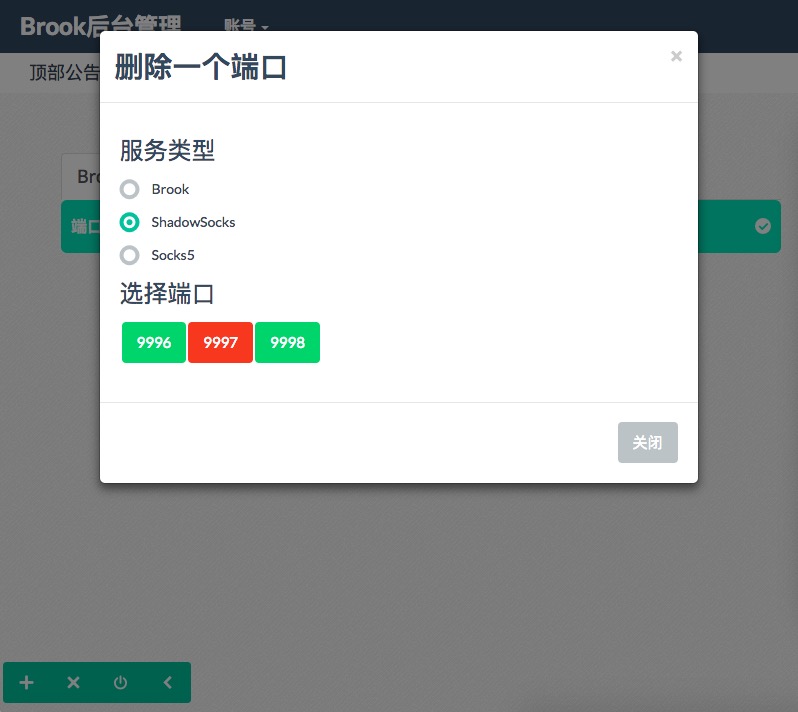 Brook后台管理 账号
顶部公告
删除一个端口
×
Bro
端口
服务类型
Brook
ShadowSocks
Socks5
选择端口
9996 9997 9998
关闭